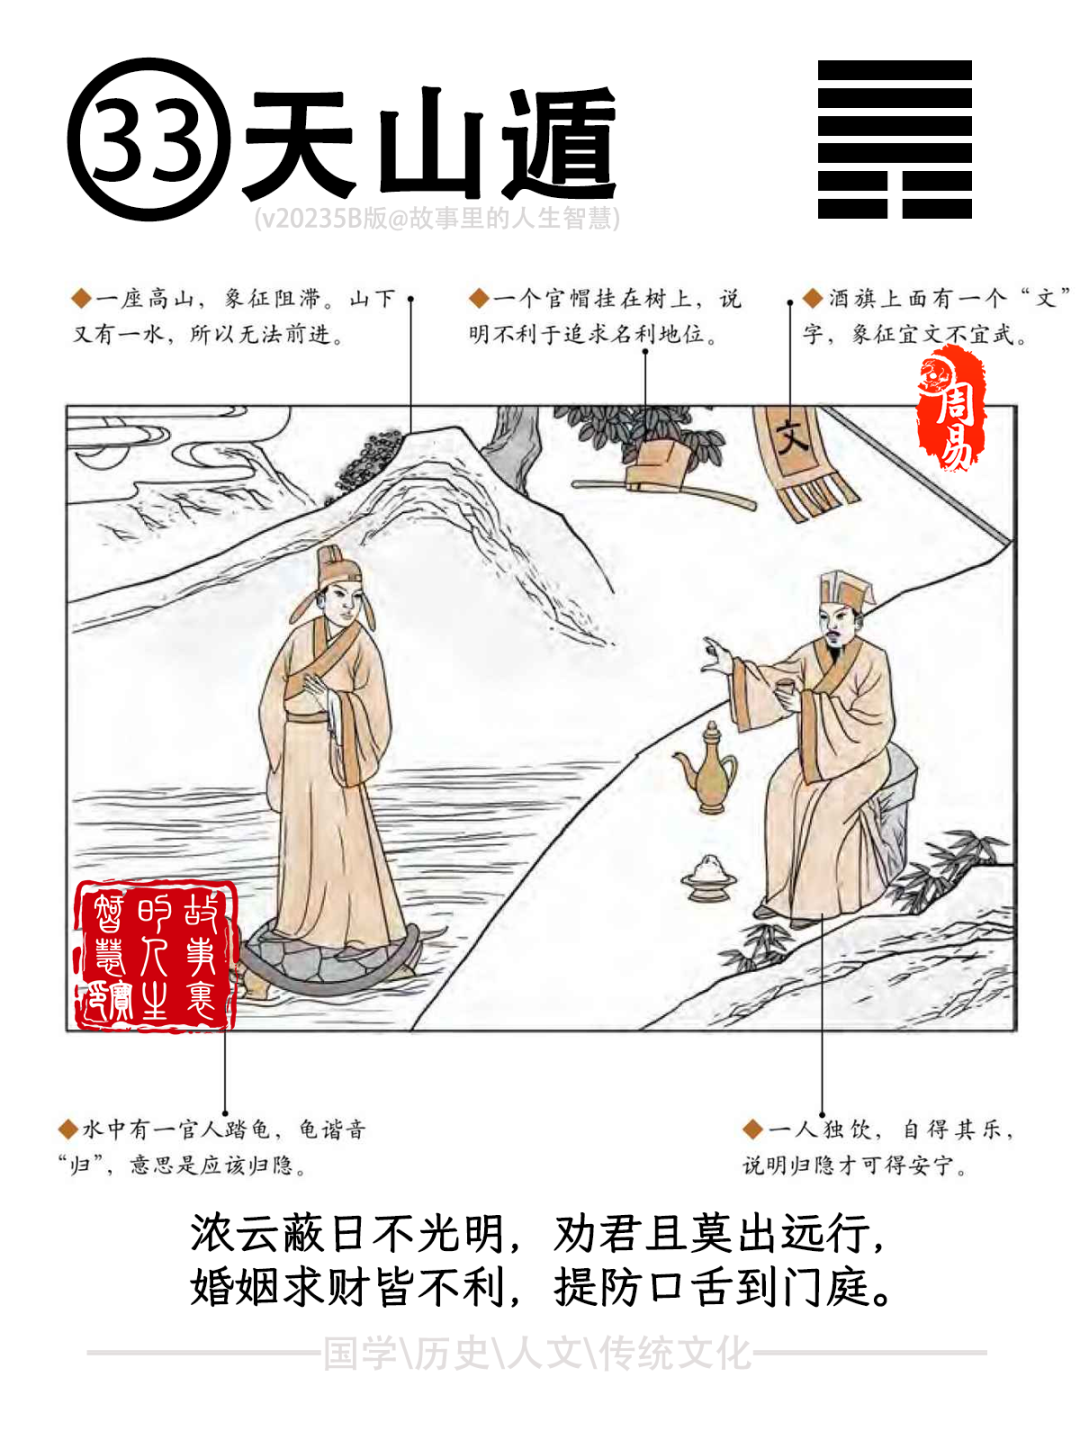 33 天山遁
(v20235B版@故事里的人生智慧)
◆一座高山，象征阻滞。山下
又有一水，所以无法前进。
◆一个官帽挂在树上，说
明不利于追求名利地位。
◆酒旗上面有一个“文”
字，象征宜文不宜武。
周易
文
故事裏
的人生
智慧寶
◆水中有一官人踏龟，龟谐音
“归”，意思是应该归隐。
◆一人独饮，自得其乐，
说明归隐才可得安宁。
浓云蔽日不光明，劝君且莫出远行，
婚姻求财皆不利，提防口舌到门庭。
国学\历史\人文\传统文化